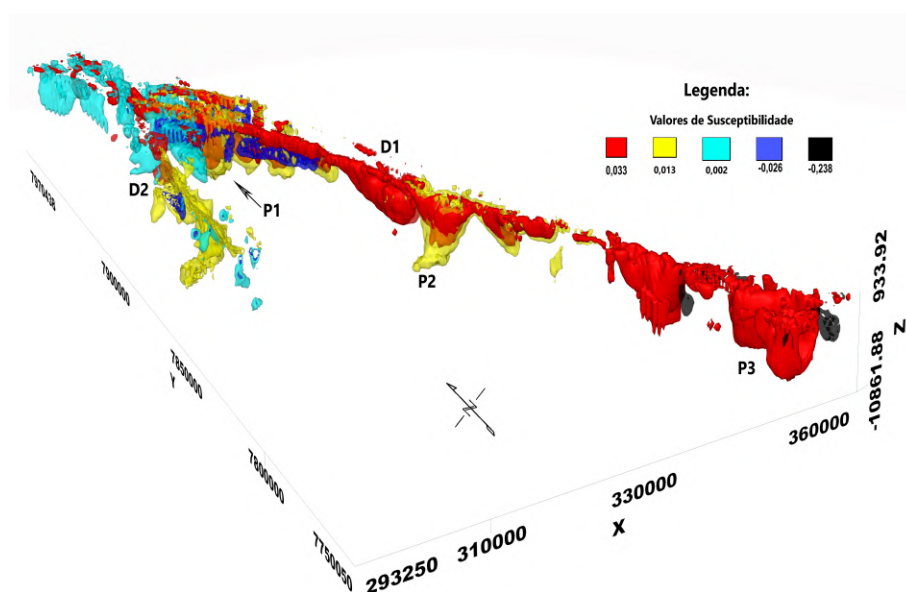 Legenda:
Valores de Susceptibilidade
0,033 0,013 0,002 -0,026 -0,238
D1
D2
P1
P2
P3
7970418
7900000
7850000
Y
7800000
7750050
293250
310000
X
330000
360000
933.92
Z
-10861.88
N